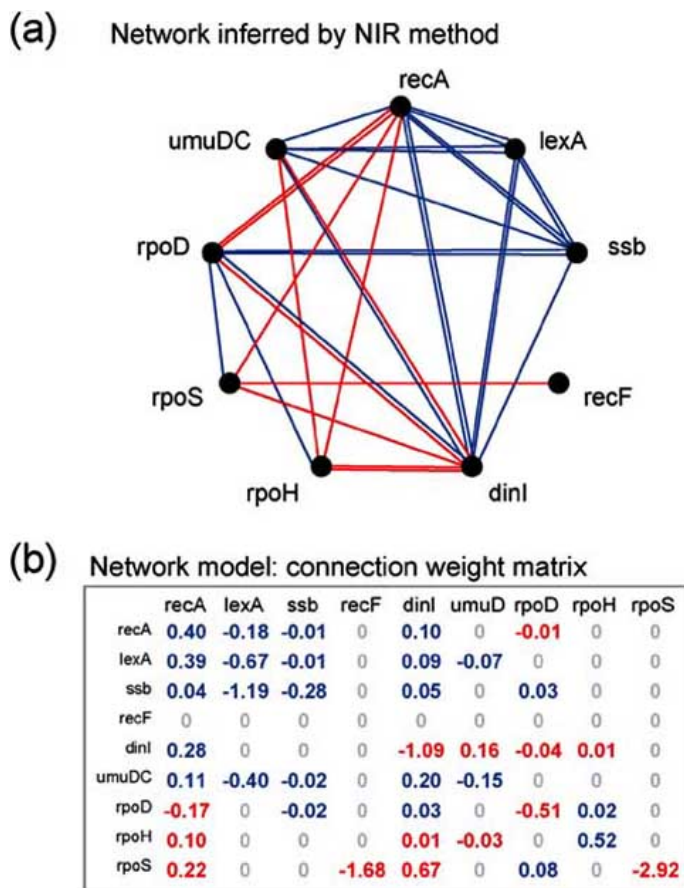 (a) Network inferred by NIR method
recA
umuDC
lexA
rpoD
ssb
rpoS
recF
rpoH
dinI
(b) Network model: connection weight matrix
recA lexA ssb recF dinI umuD rpoD rpoH rpoS
recA 0.40 -0.18 -0.01 0 0.10 0 -0.01 0 0
lexA 0.39 -0.67 -0.01 0 0.09 -0.07 0 0 0
ssb 0.04 -1.19 -0.28 0 0.05 0 0.03 0 0
recF 0 0 0 0 0 0 0 0 0
dinI 0.28 0 0 0 -1.09 0.16 -0.04 0.01 0
umuDC 0.11 -0.40 -0.02 0 0.20 -0.15 0 0 0
rpoD -0.17 0 -0.02 0 0.03 0 -0.51 0.02 0
rpoH 0.10 0 0 0 0.01 -0.03 0 0.52 0
rpoS 0.22 0 0 -1.68 0.67 0 0.08 0 -2.92